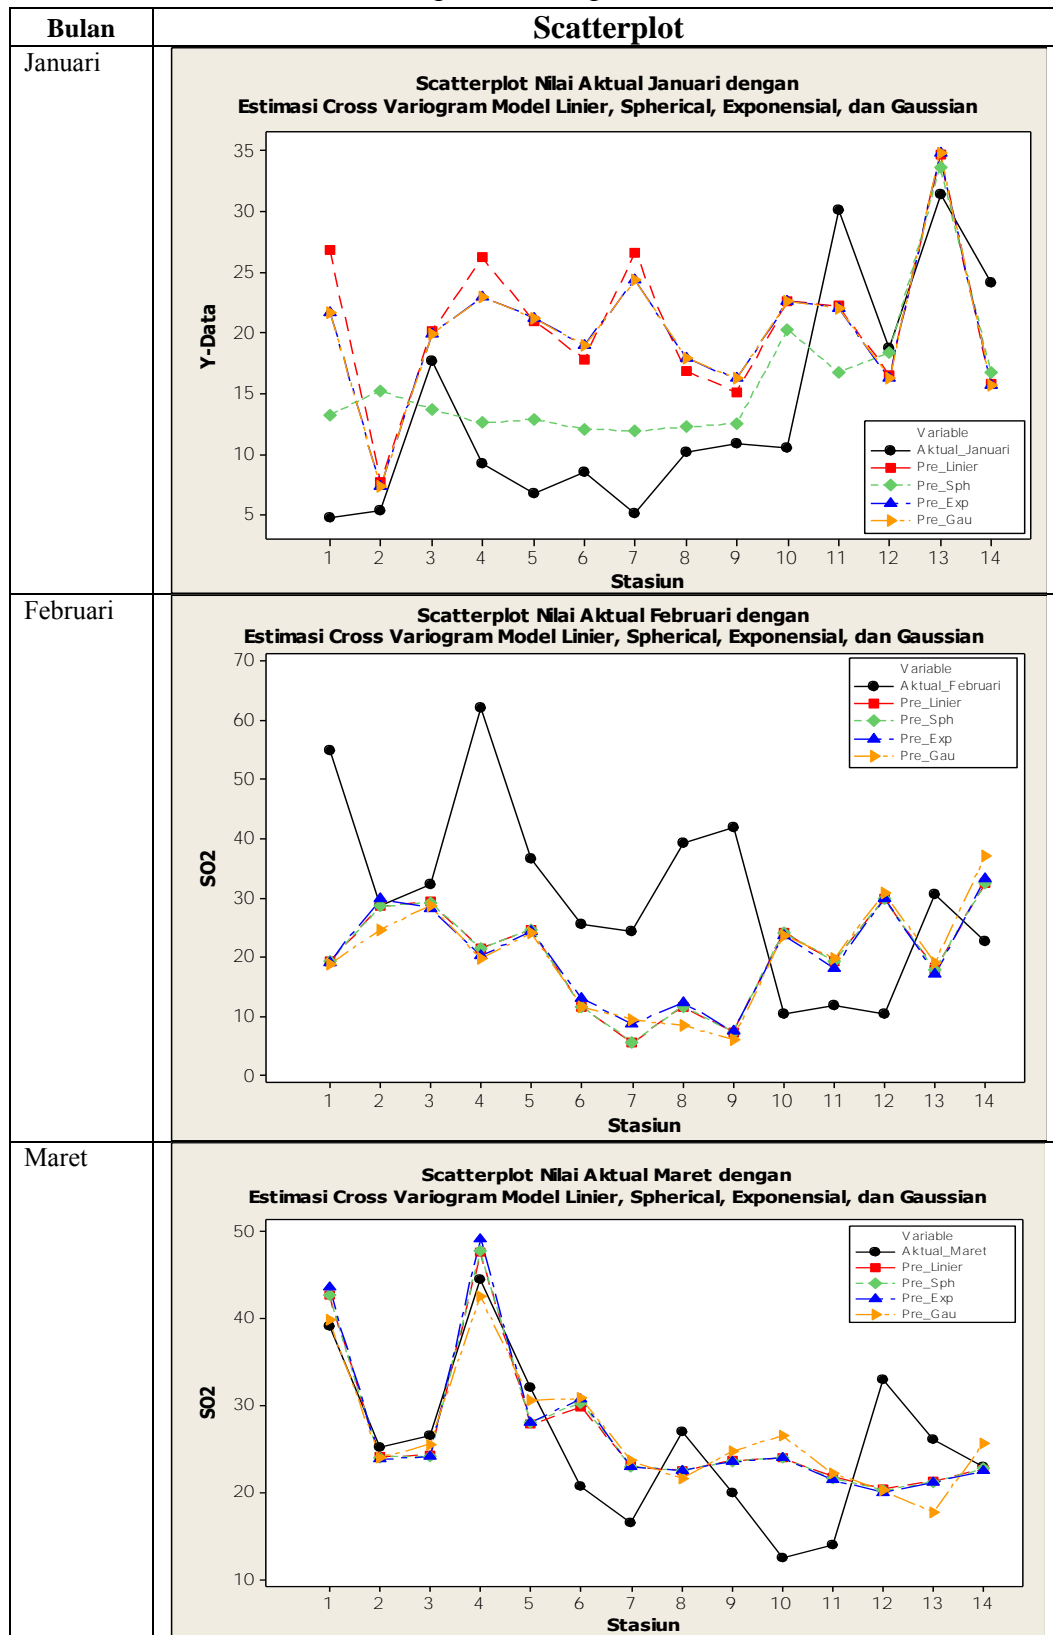 Bulan
Scatterplot
Januari
Scatterplot Nilai Aktual Januari dengan
Estimasi Cross Variogram Model Linier, Spherical, Exponensial, dan Gaussian
35
30
25
20
15
10
5
Y-Data
1 2 3 4 5 6 7 8 9 10 11 12 13 14
Stasiun
Variable
Aktual_Januari
Pre_Linier
Pre_Sph
Pre_Exp
Pre_Gau
Februari
Scatterplot Nilai Aktual Februari dengan
Estimasi Cross Variogram Model Linier, Spherical, Exponensial, dan Gaussian
70
60
50
40
30
20
10
0
SO2
1 2 3 4 5 6 7 8 9 10 11 12 13 14
Stasiun
Variable
Aktual_Februari
Pre_Linier
Pre_Sph
Pre_Exp
Pre_Gau
Maret
Scatterplot Nilai Aktual Maret dengan
Estimasi Cross Variogram Model Linier, Spherical, Exponensial, dan Gaussian
50
40
30
20
10
SO2
1 2 3 4 5 6 7 8 9 10 11 12 13 14
Stasiun
Variable
Aktual_Maret
Pre_Linier
Pre_Sph
Pre_Exp
Pre_Gau